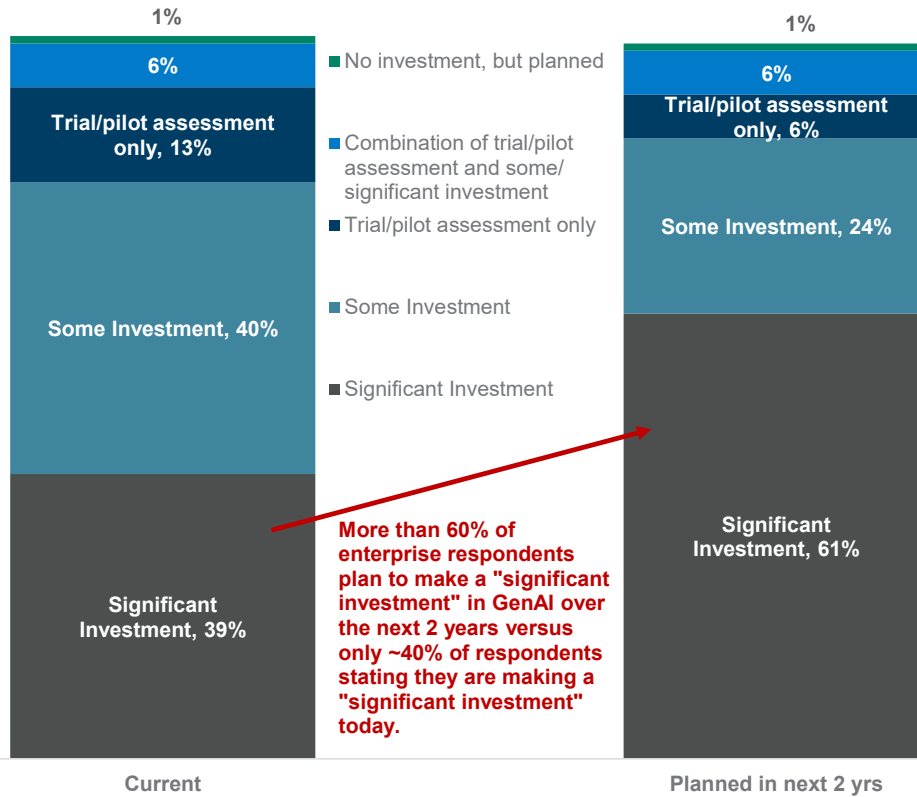 1%
6%
Trial/pilot assessment
only, 13%
Some Investment, 40%
Significant
Investment, 39%
Current
No investment, but planned
Combination of trial/pilot
assessment and some/
significant investment
Trial/pilot assessment only
Some Investment
Significant Investment
More than 60% of
enterprise respondents
plan to make a "significant
investment" in GenAI over
the next 2 years versus
only ~40% of respondents
stating they are making a
"significant investment"
today.
1%
6%
Trial/pilot assessment
only, 6%
Some Investment, 24%
Significant
Investment, 61%
Planned in next 2 yrs